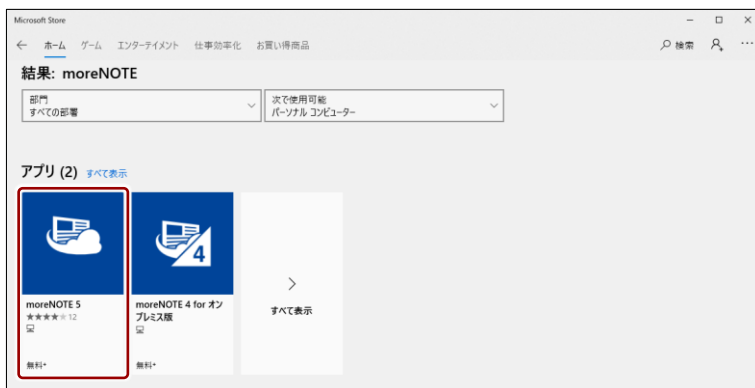 Microsoft Store
ホーム ゲーム エンターテイメント 仕事効率化 お買い得商品 検索
結果: moreNOTE
部門
すべての部署
次で使用可能
パーソナル コンピューター
アプリ (2) すべて表示
4
moreNOTE 5
★★★★★ 12
無料+
moreNOTE 4 for オン
プレミス版
無料+
すべて表示